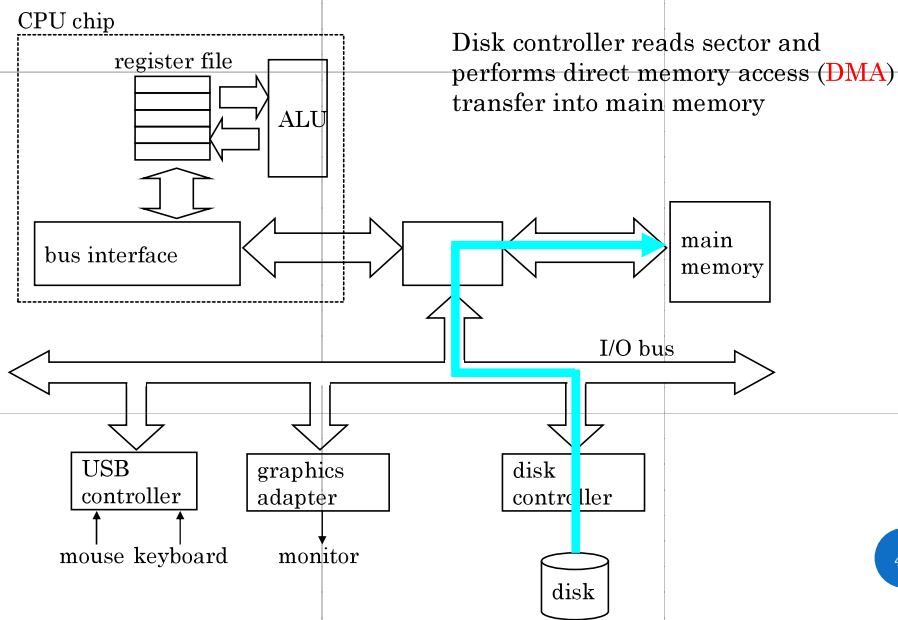 CPU chip
register file
ALU
Disk controller reads sector and
performs direct memory access (DMA)
transfer into main memory
bus interface
main
memory
I/O bus
USB
controller
graphics
adapter
disk
controller
mouse keyboard
monitor
disk